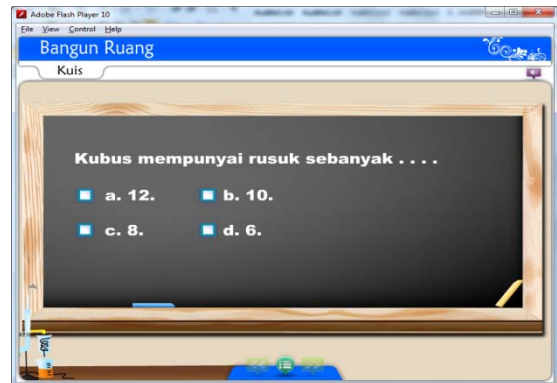 Adobe Flash Player 10
File View Control Help
Bangun Ruang
Kuis
Kubus mempunyai rusuk sebanyak . . . .
a. 12. b. 10.
c. 8. d. 6.